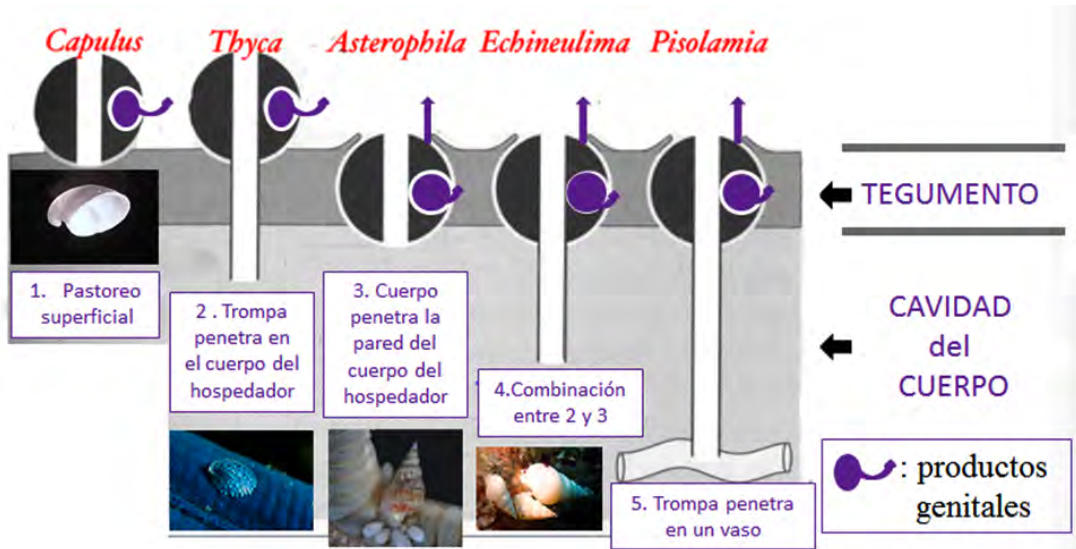 Capulus
Thyca
Asterophila
Echineulima
Pisolamia
1. Pastoreo
superficial
2 . Trompa
penetra en
el cuerpo del
hospedador
3. Cuerpo
penetra la
pared del
cuerpo del
hospedador
4.Combinación
entre 2 y 3
5. Trompa penetra
en un vaso
TEGUMENTO
CAVIDAD
del
CUERPO
: productos
genitales